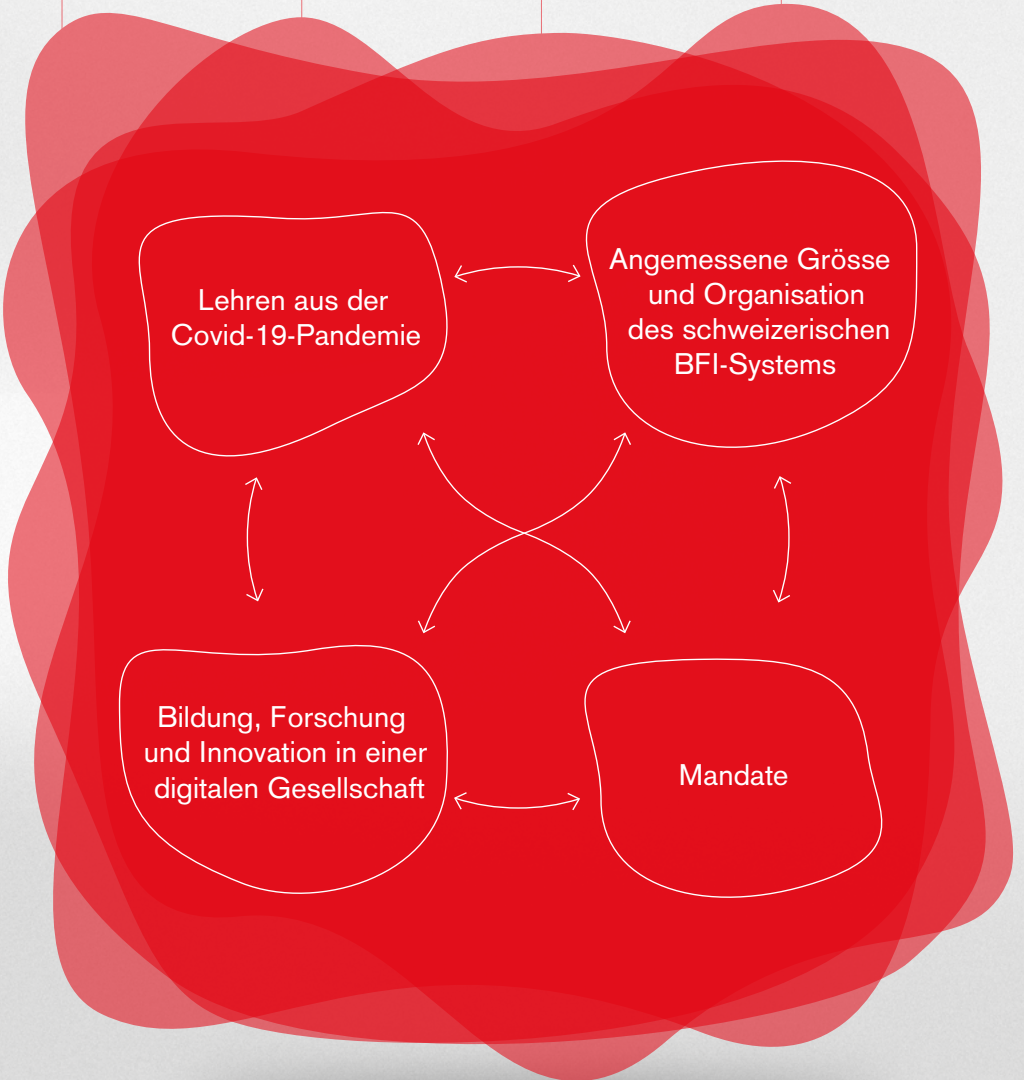 Lehren aus der
Covid-19-Pandemie
Angemessene Grösse
und Organisation
des schweizerischen
BFI-Systems
Bildung, Forschung
und Innovation in einer
digitalen Gesellschaft
Mandate